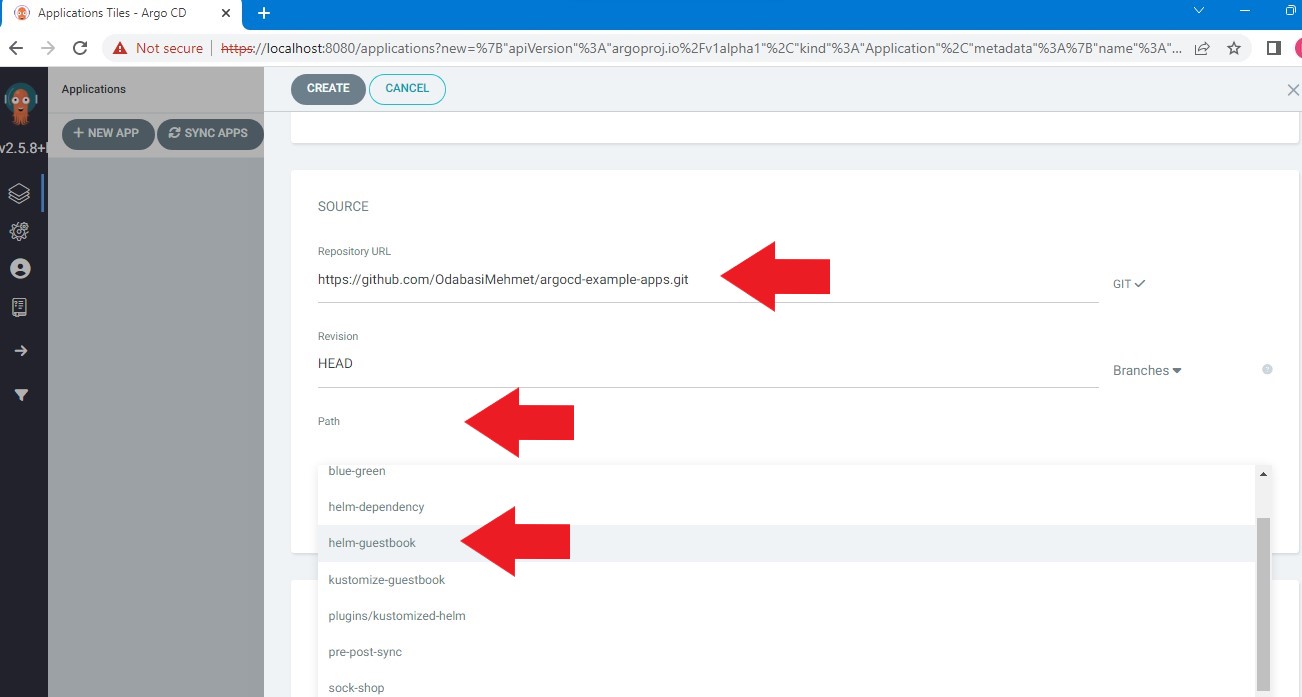 Applications Tiles - Argo CD
Not secure https://localhost:8080/applications?new=%7B"apiVersion"%3A"argoproj.io%2Fv1alpha1"%2C"kind"%3A"Application"%2C"metadata"%3A%7B"name"%3A"...
CREATE CANCEL
Applications
NEW APP SYNC APPS
v2.5.8+
SOURCE
Repository URL
https://github.com/OdabasiMehmet/argocd-example-apps.git
GIT
Revision
HEAD
Branches
Path
blue-green
helm-dependency
helm-guestbook
kustomize-guestbook
plugins/kustomized-helm
pre-post-sync
sock-shop